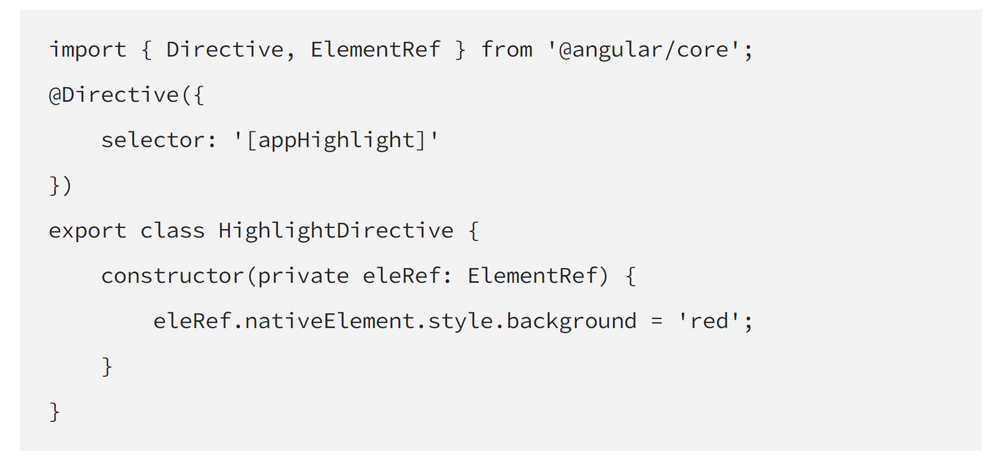 import { Directive, ElementRef } from '@angular/core';
@Directive({
    selector: '[appHighlight]'
})
export class HighlightDirective {
    constructor(private eleRef: ElementRef) {
        eleRef.nativeElement.style.background = 'red';
    }
}